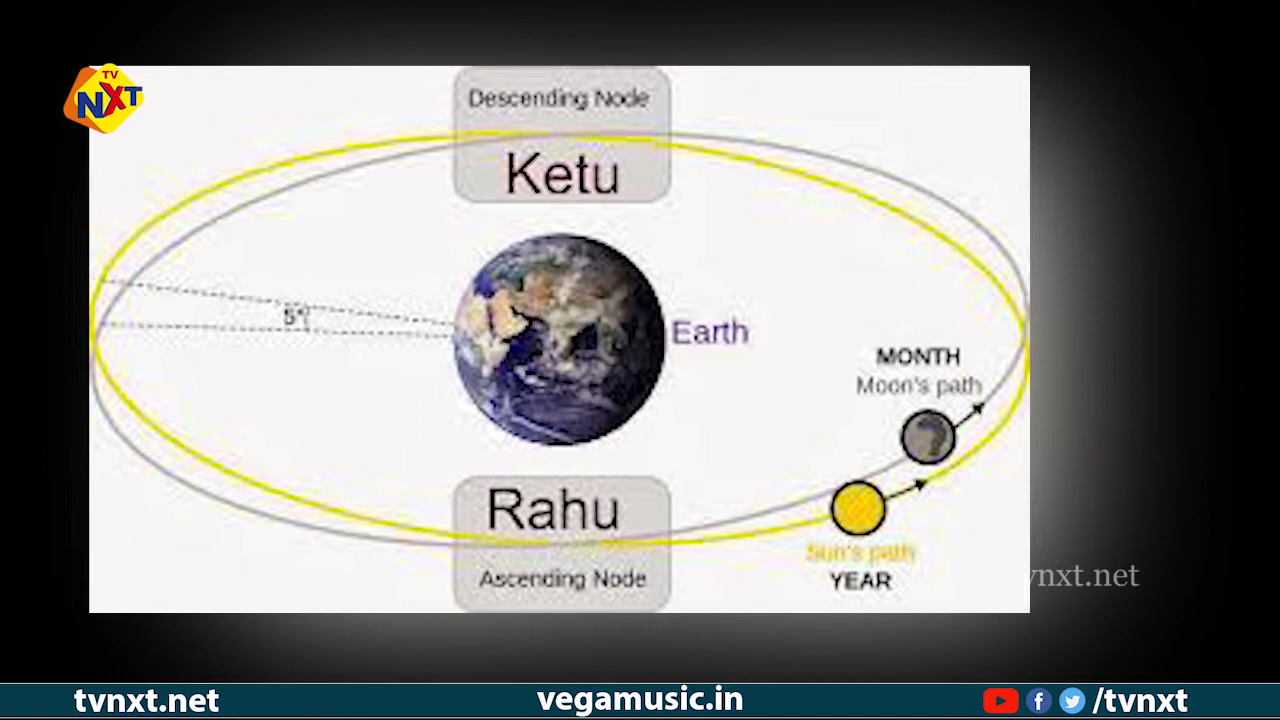 TV
NXT
Descending Node
Ketu
5°
Earth
MONTH
Moon's path
Rahu
Ascending Node
Sun's path
YEAR
tvnxt.net
tvnxt.net
vegamusic.in
/tvnxt